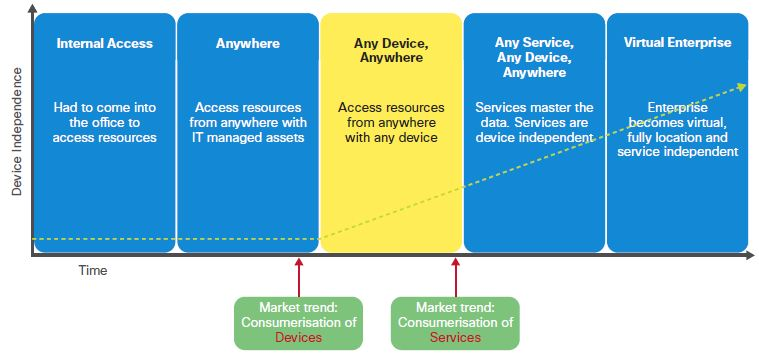 Device Independence
Internal Access
Had to come into
the office to
access resources
Anywhere
Access resources
from anywhere with
IT managed assets
Any Device,
Anywhere
Access resources
from anywhere
with any device
Any Service,
Any Device,
Anywhere
Services master the
data. Services are
device independent
Virtual Enterprise
Enterprise
becomes virtual,
fully location and
service independent
Time
Market trend:
Consumerisation of
Devices
Market trend:
Consumerisation of
Services